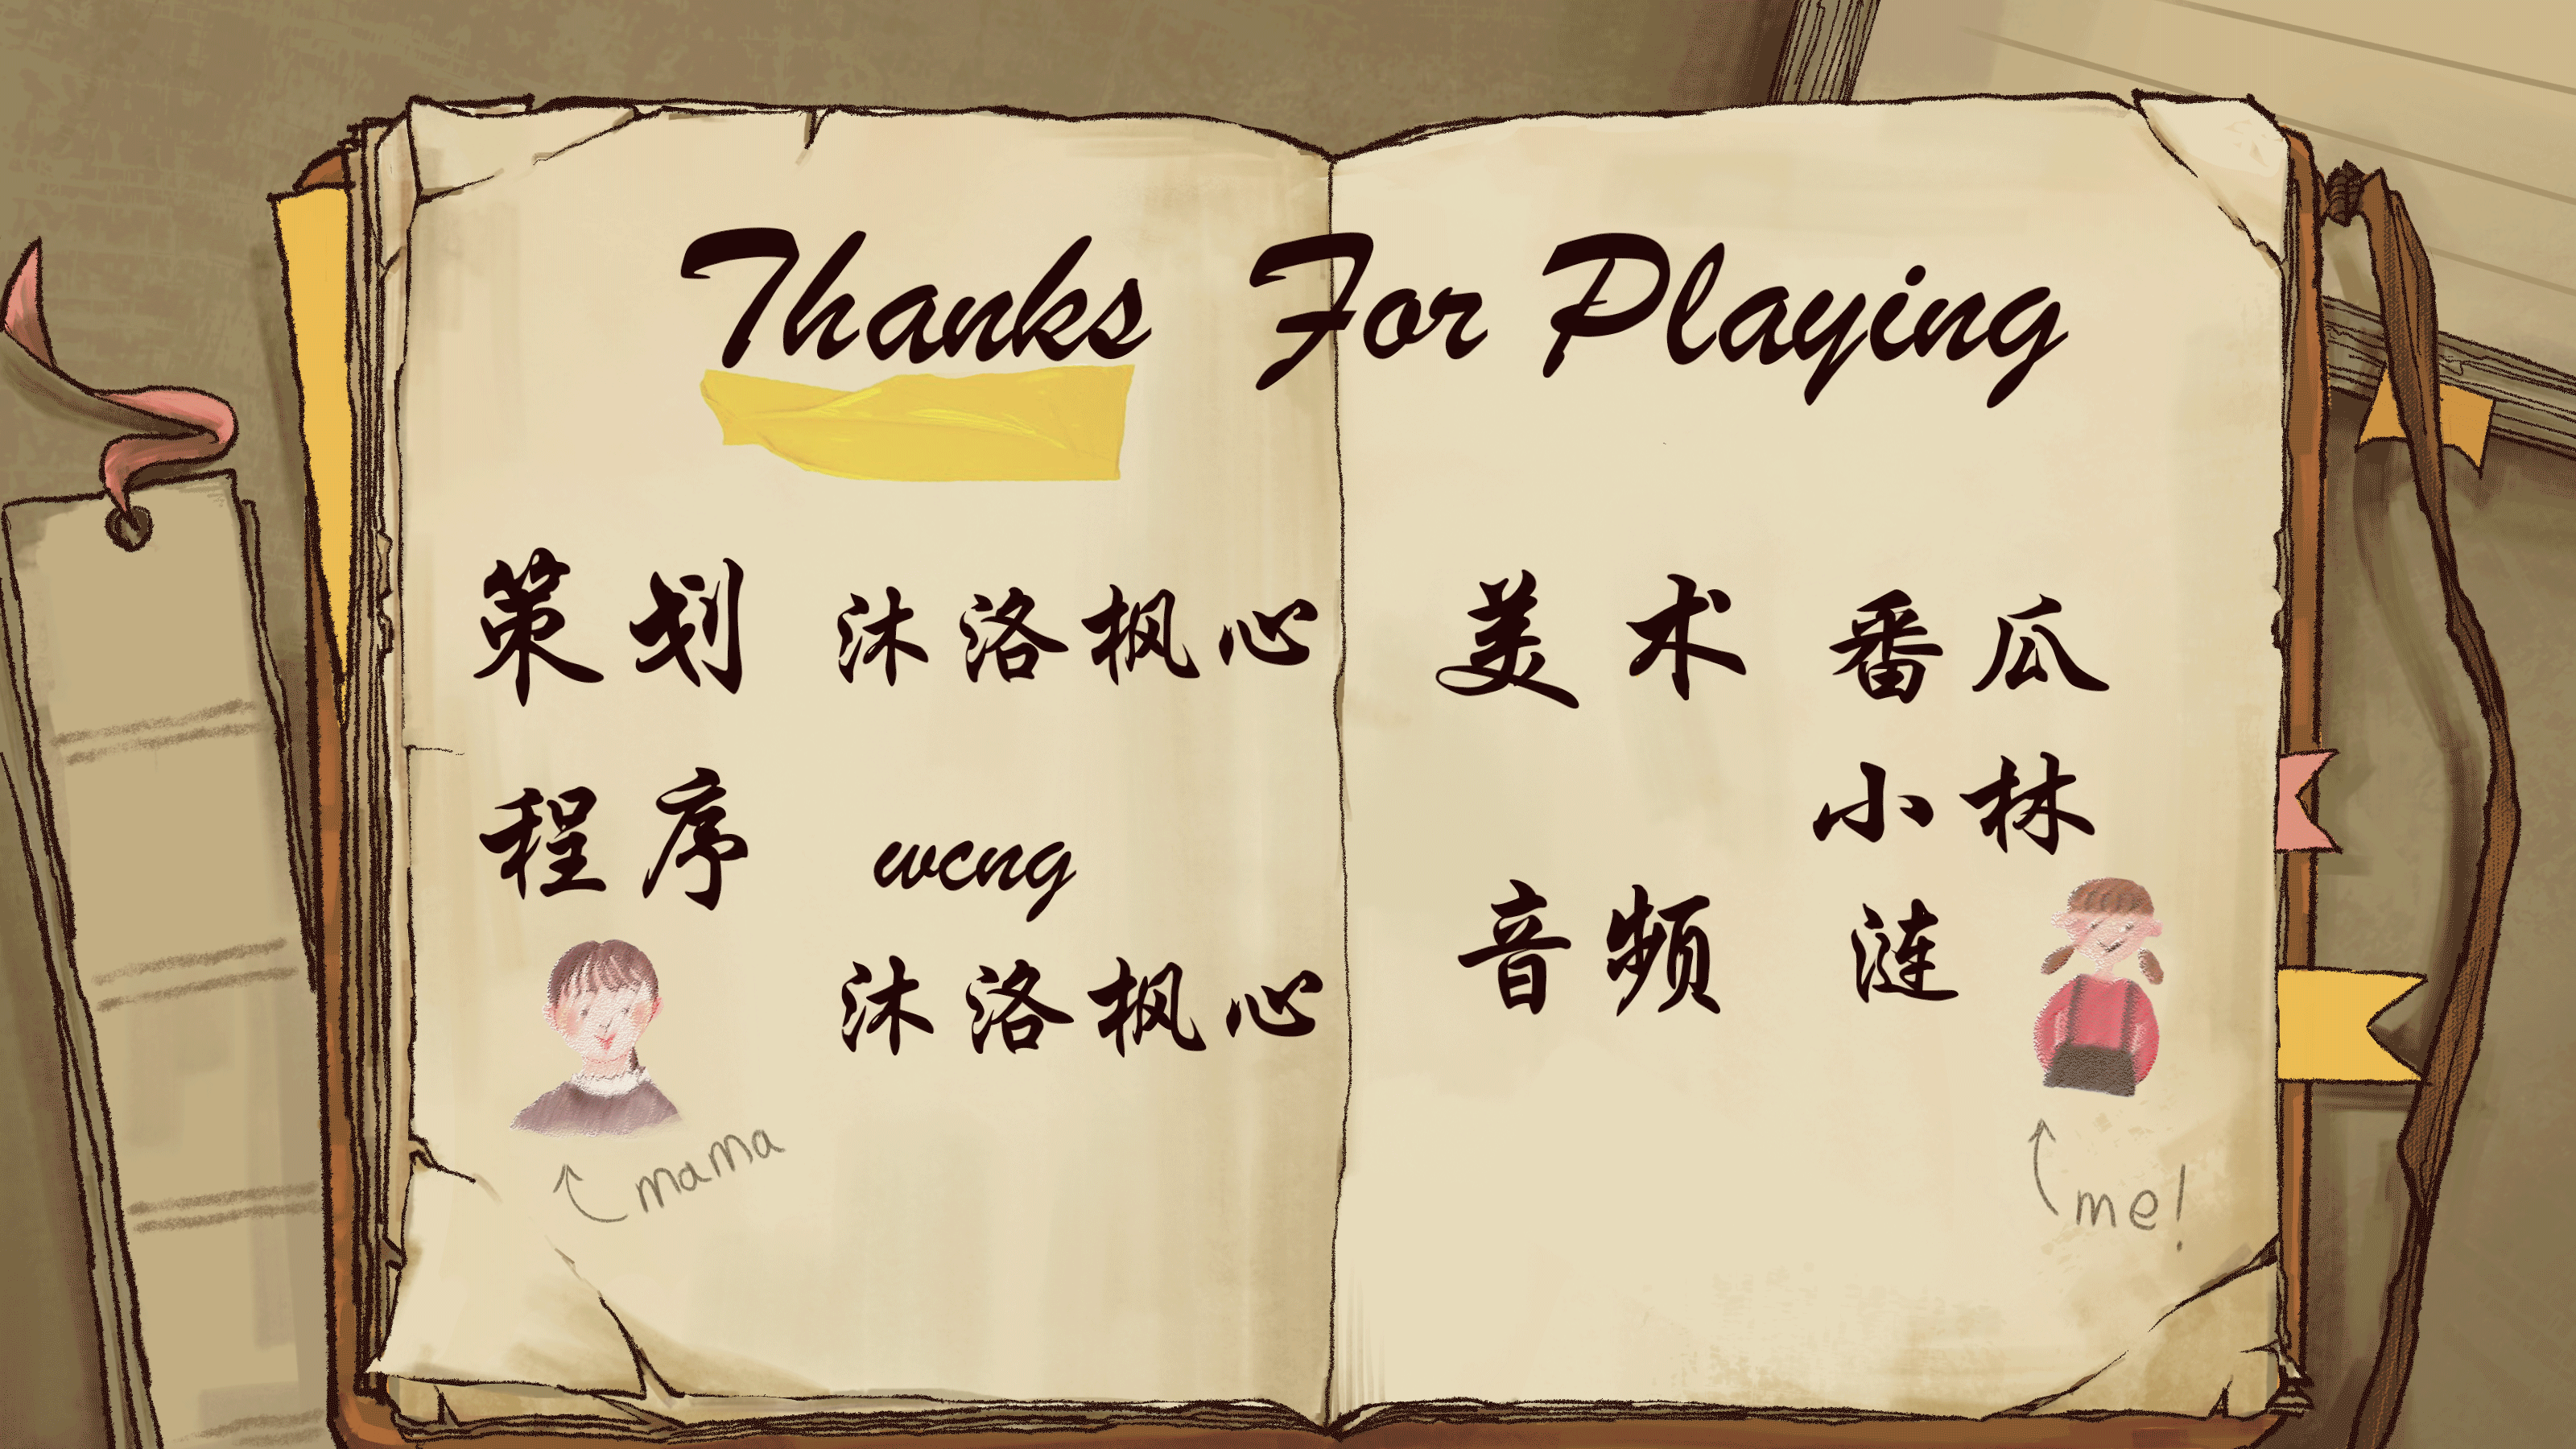 Thanks For Playing
策划 沐洛枫心
程序 wcng
沐洛枫心
mama
美术 番瓜
小林
音频 涟
me!